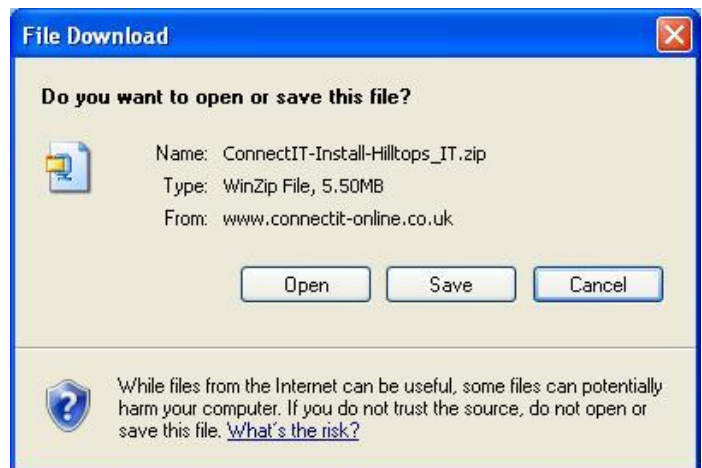 File Download
Do you want to open or save this file?
Name: ConnectIT-Install-Hilltops_IT.zip
Type: WinZip File, 5.50MB
From: www.connectit-online.co.uk
Open Save Cancel
While files from the Internet can be useful, some files can potentially
harm your computer. If you do not trust the source, do not open or
save this file. What's the risk?